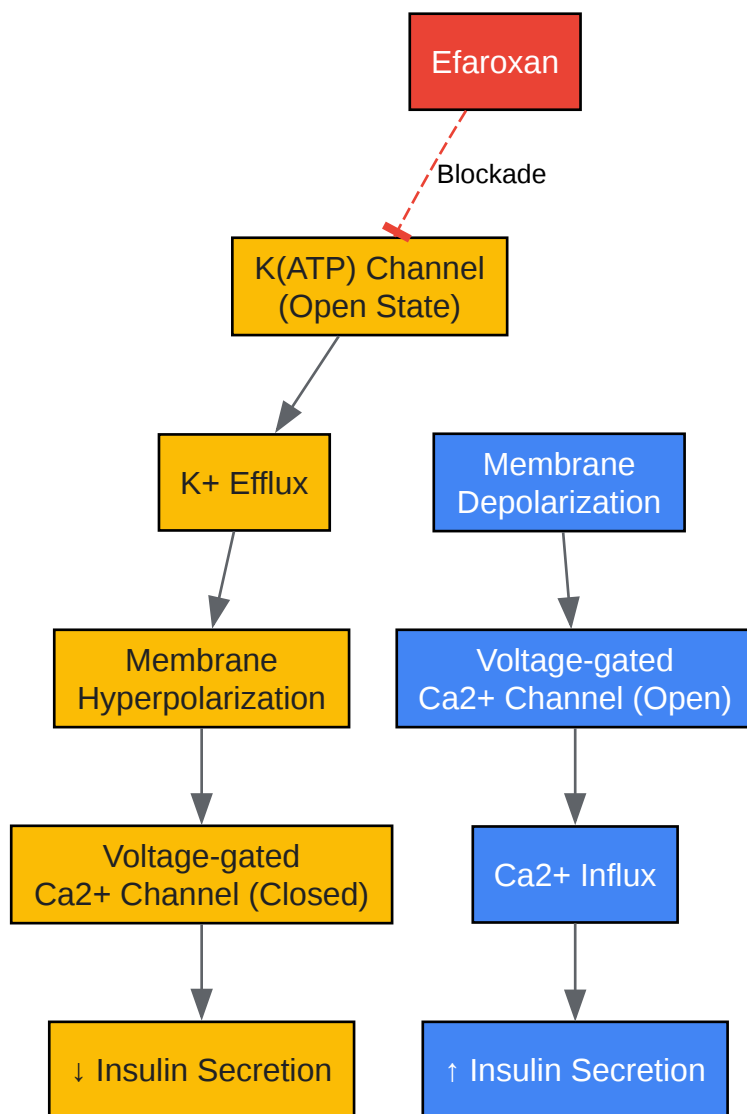 Efaroxan
Blockade
K(ATP) Channel
(Open State)
K+ Efflux
Membrane
Depolarization
Membrane
Hyperpolarization
Voltage-gated
Ca2+ Channel (Open)
Voltage-gated
Ca2+ Channel (Closed)
Ca2+ Influx
↓ Insulin Secretion
↑ Insulin Secretion